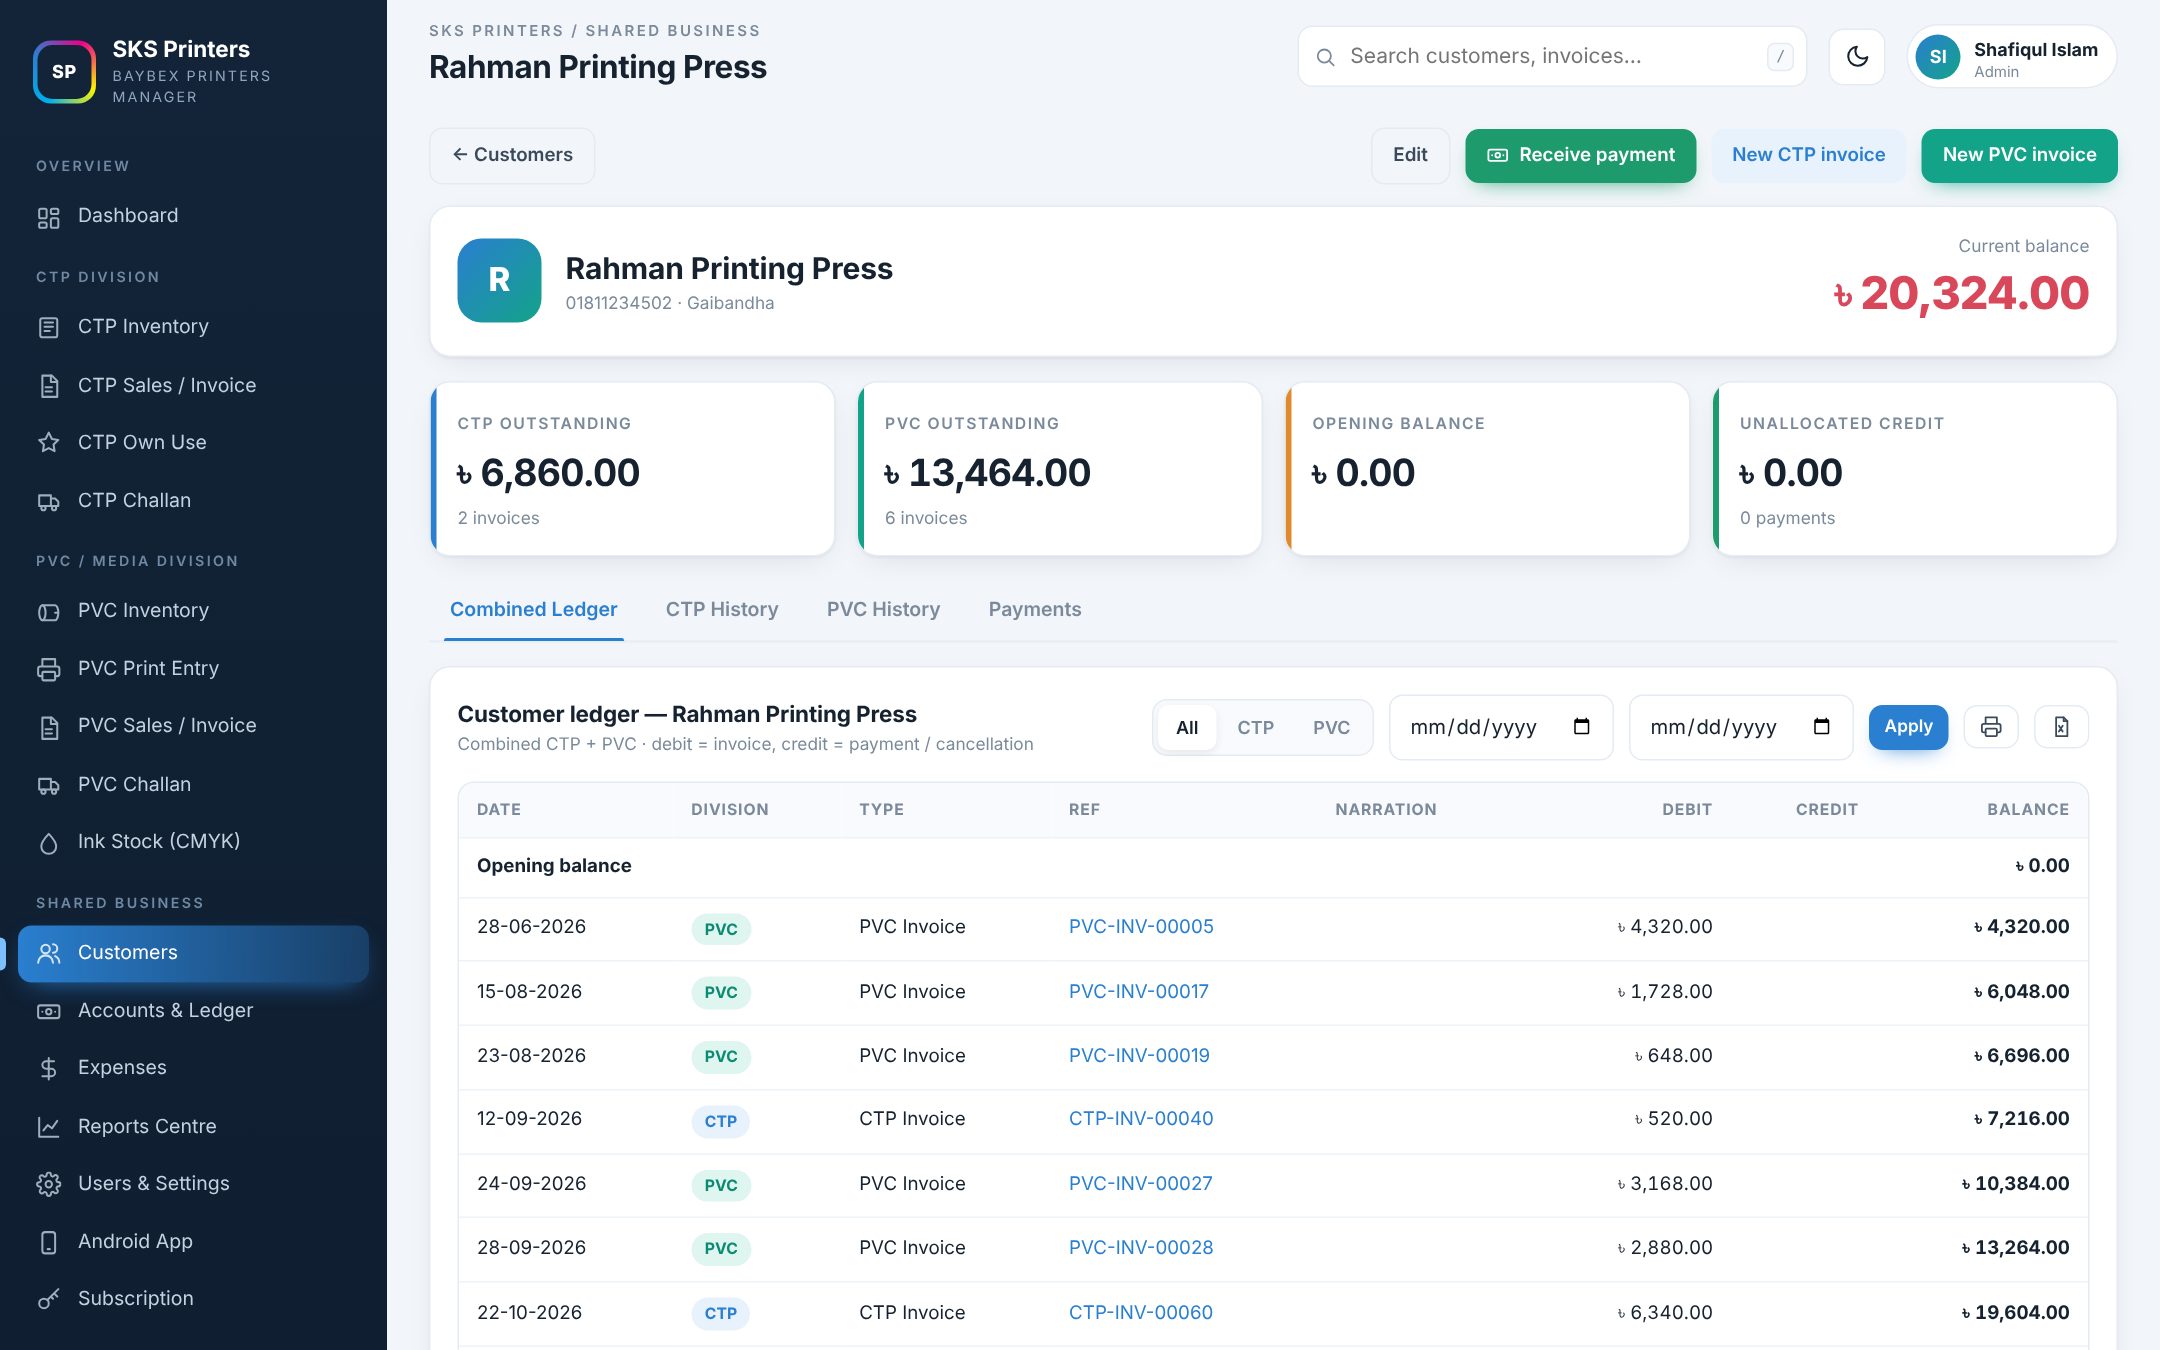 SP
SKS Printers
BAYBEX PRINTERS
MANAGER
OVERVIEW
Dashboard
CTP DIVISION
CTP Inventory
CTP Sales / Invoice
CTP Own Use
CTP Challan
PVC / MEDIA DIVISION
PVC Inventory
PVC Print Entry
PVC Sales / Invoice
PVC Challan
Ink Stock (CMYK)
SHARED BUSINESS
Customers
Accounts & Ledger
Expenses
Reports Centre
Users & Settings
Android App
Subscription
SKS PRINTERS / SHARED BUSINESS
Rahman Printing Press
Search customers, invoices... /
SI
Shafiqul Islam
Admin
← Customers
Edit
Receive payment
New CTP invoice
New PVC invoice
R
Rahman Printing Press
01811234502 · Gaibandha
Current balance
৳ 20,324.00
CTP OUTSTANDING
৳ 6,860.00
2 invoices
PVC OUTSTANDING
৳ 13,464.00
6 invoices
OPENING BALANCE
৳ 0.00
UNALLOCATED CREDIT
৳ 0.00
0 payments
Combined Ledger CTP History PVC History Payments
Customer ledger — Rahman Printing Press
Combined CTP + PVC · debit = invoice, credit = payment / cancellation
All CTP PVC
mm/dd/yyyy
mm/dd/yyyy
Apply
DATE DIVISION TYPE REF NARRATION DEBIT CREDIT BALANCE
Opening balance ৳ 0.00
28-06-2026 PVC PVC Invoice PVC-INV-00005 ৳ 4,320.00 ৳ 4,320.00
15-08-2026 PVC PVC Invoice PVC-INV-00017 ৳ 1,728.00 ৳ 6,048.00
23-08-2026 PVC PVC Invoice PVC-INV-00019 ৳ 648.00 ৳ 6,696.00
12-09-2026 CTP CTP Invoice CTP-INV-00040 ৳ 520.00 ৳ 7,216.00
24-09-2026 PVC PVC Invoice PVC-INV-00027 ৳ 3,168.00 ৳ 10,384.00
28-09-2026 PVC PVC Invoice PVC-INV-00028 ৳ 2,880.00 ৳ 13,264.00
22-10-2026 CTP CTP Invoice CTP-INV-00060 ৳ 6,340.00 ৳ 19,604.00